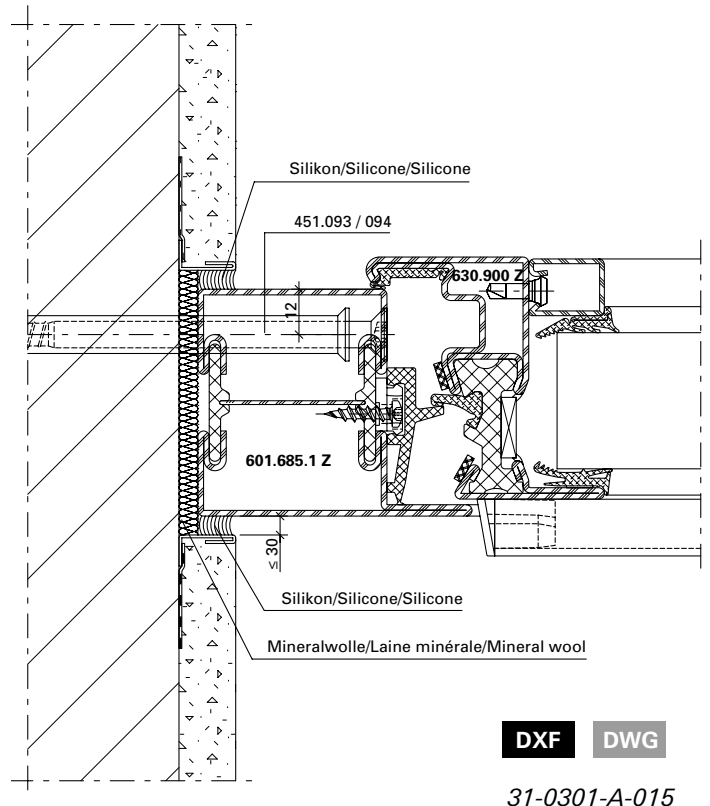 Silikon/Silicone/Silicone
451.093 / 094
630.900 Z
12
601.685.1 Z
≤ 30
Silikon/Silicone/Silicone
Mineralwolle/Laine minérale/Mineral wool
DXF DWG
31-0301-A-015